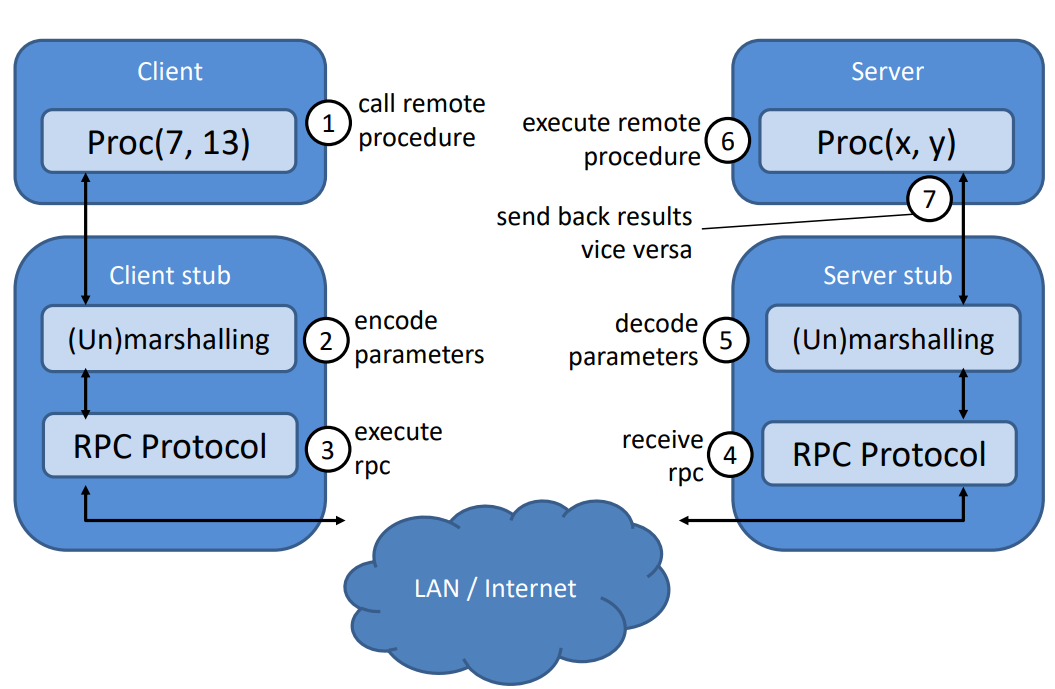 Client
Proc(7, 13)
1
call remote
procedure
Client stub
(Un)marshalling
2
encode
parameters
RPC Protocol
3
execute
rpc
LAN / Internet
Server
Proc(x, y)
execute remote
procedure
6
7
send back results
vice versa
Server stub
(Un)marshalling
decode
parameters
5
RPC Protocol
receive
rpc
4